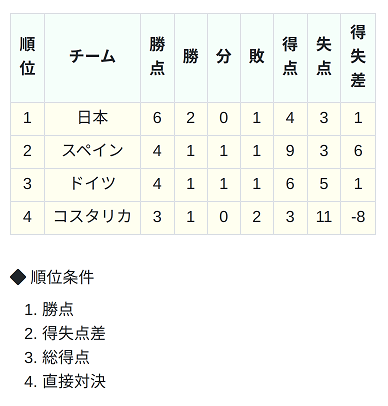 順位 チーム 勝点 勝 分 敗 得点 失点 得失差
1 日本 6 2 0 1 4 3 1
2 スペイン 4 1 1 1 9 3 6
3 ドイツ 4 1 1 1 6 5 1
4 コスタリカ 3 1 0 2 3 11 -8
◆ 順位条件
1. 勝点
2. 得失点差
3. 総得点
4. 直接対決